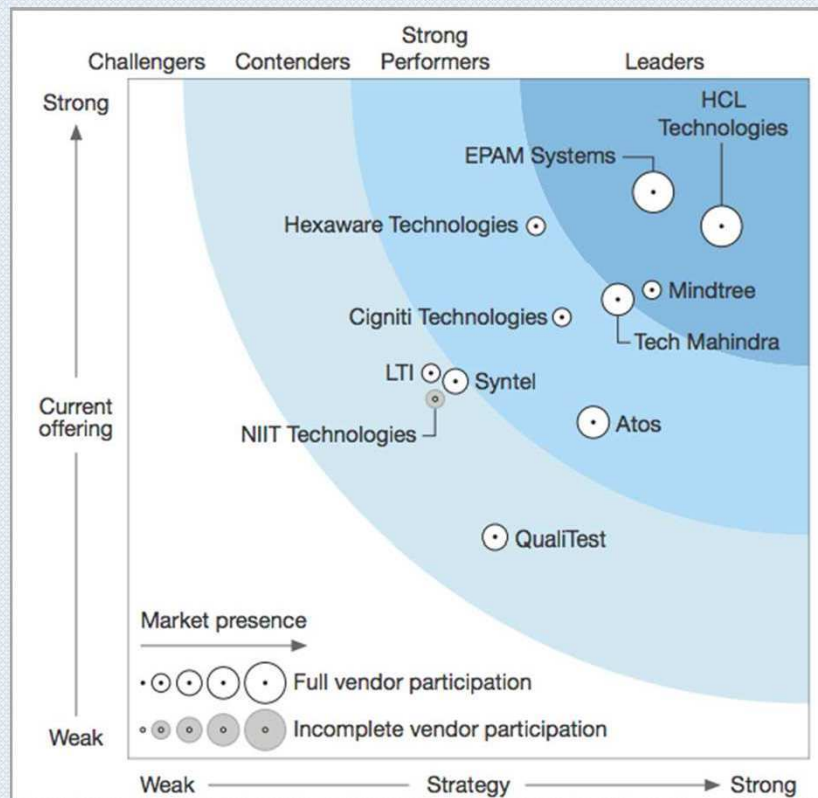 Strong
Performers
Challengers
Contenders
Leaders
Strong
HCL
Technologies
EPAM Systems
Hexaware Technologies
Mindtree
Cigniti Technologies
Tech Mahindra
LTI
Syntel
Current
offering
NIIT Technologies
Atos
QualiTest
Market presence
Full vendor participation
Incomplete vendor participation
Weak
Weak
Strategy
Strong